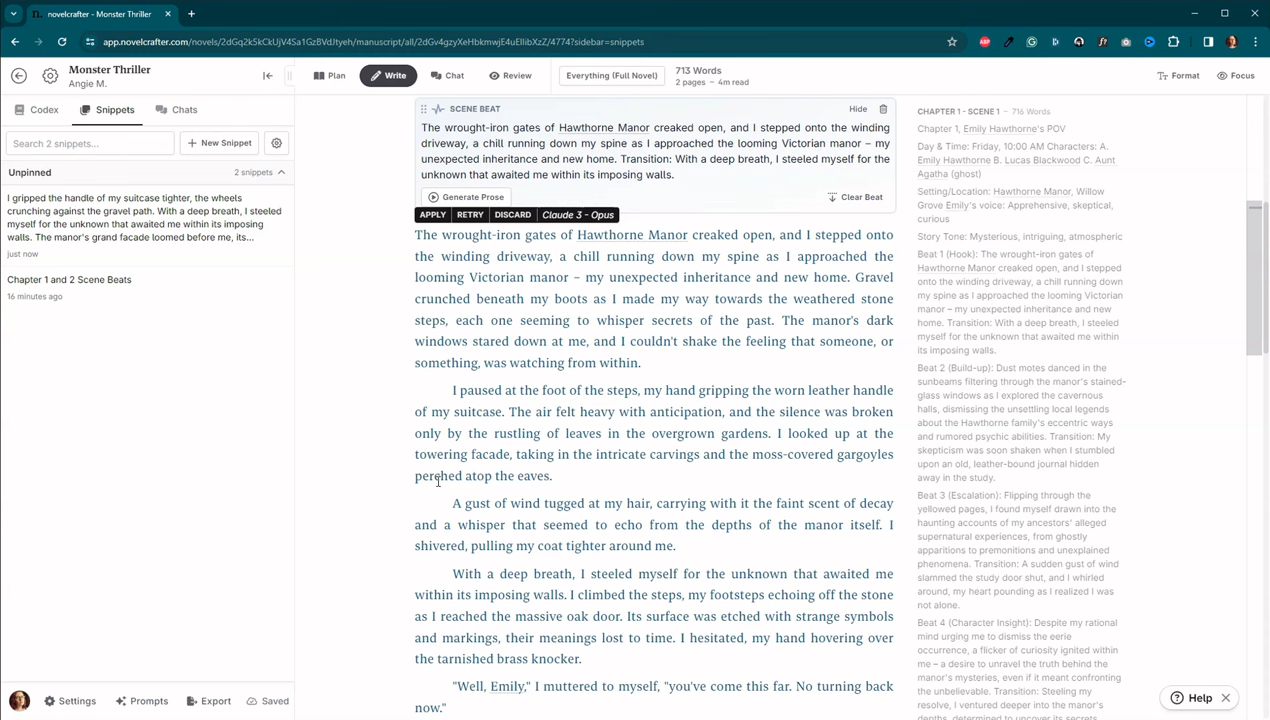 novelcrafter - Monster Thriller
app.novelcrafter.com/novels/2dGq2k5kCkUjV4Sa1GzBVdJtyeh/manuscript/all/2dGv4gzyXeHbkmwjE4uEIlibXzZ/4774?sidebar=snippets
Monster Thriller
Angie M.
Plan
Write
Chat
Review
Everything (Full Novel)
713 Words
2 pages • 4m read
Format
Focus
Codex
Snippets
Chats
Search 2 snippets...
+ New Snippet
Unpinned
2 snippets
I gripped the handle of my suitcase tighter, the wheels
crunching against the gravel path. With a deep breath, I steeled
myself for the unknown that awaited me within its imposing
walls. The manor's grand facade loomed before me, its...
just now
Chapter 1 and 2 Scene Beats
16 minutes ago
Settings
Prompts
Export
Saved
SCENE BEAT
Hide
The wrought-iron gates of Hawthorne Manor creaked open, and I stepped onto the winding
driveway, a chill running down my spine as I approached the looming Victorian manor – my
unexpected inheritance and new home. Transition: With a deep breath, I steeled myself for the
unknown that awaited me within its imposing walls.
Generate Prose
Clear Beat
APPLY RETRY DISCARD Claude 3 - Opus
The wrought-iron gates of Hawthorne Manor creaked open, and I stepped onto
the winding driveway, a chill running down my spine as I approached the
looming Victorian manor – my unexpected inheritance and new home. Gravel
crunched beneath my boots as I made my way towards the weathered stone
steps, each one seeming to whisper secrets of the past. The manor's dark
windows stared down at me, and I couldn't shake the feeling that someone, or
something, was watching from within.
I paused at the foot of the steps, my hand gripping the worn leather handle
of my suitcase. The air felt heavy with anticipation, and the silence was broken
only by the rustling of leaves in the overgrown gardens. I looked up at the
towering facade, taking in the intricate carvings and the moss-covered gargoyles
perched atop the eaves.
A gust of wind tugged at my hair, carrying with it the faint scent of decay
and a whisper that seemed to echo from the depths of the manor itself. I
shivered, pulling my coat tighter around me.
With a deep breath, I steeled myself for the unknown that awaited me
within its imposing walls. I climbed the steps, my footsteps echoing off the stone
as I reached the massive oak door. Its surface was etched with strange symbols
and markings, their meanings lost to time. I hesitated, my hand hovering over
the tarnished brass knocker.
"Well, Emily," I muttered to myself, "you've come this far. No turning back
now."
CHAPTER 1 - SCENE 1 – 716 Words
Chapter 1, Emily Hawthorne's POV
Day & Time: Friday, 10:00 AM Characters: A.
Emily Hawthorne B. Lucas Blackwood C. Aunt
Agatha (ghost)
Setting/Location: Hawthorne Manor, Willow
Grove Emily's voice: Apprehensive, skeptical,
curious
Story Tone: Mysterious, intriguing, atmospheric
Beat 1 (Hook): The wrought-iron gates of
Hawthorne Manor creaked open, and I stepped
onto the winding driveway, a chill running down
my spine as I approached the looming Victorian
manor – my unexpected inheritance and new
home. Transition: With a deep breath, I steeled
myself for the unknown that awaited me within
its imposing walls.
Beat 2 (Build-up): Dust motes danced in the
sunbeams filtering through the manor's stained-
glass windows as I explored the cavernous
halls, dismissing the unsettling local legends
about the Hawthorne family's eccentric ways
and rumored psychic abilities. Transition: My
skepticism was soon shaken when I stumbled
upon an old, leather-bound journal hidden
away in the study.
Beat 3 (Escalation): Flipping through the
yellowed pages, I found myself drawn into the
haunting accounts of my ancestors' alleged
supernatural experiences, from ghostly
apparitions to premonitions and unexplained
phenomena. Transition: A sudden gust of wind
slammed the study door shut, and I whirled
around, my heart pounding as I realized I was
not alone.
Beat 4 (Character Insight): Despite my rational
mind urging me to dismiss the eerie
occurrence, a flicker of curiosity ignited within
me – a desire to unravel the truth behind the
manor's mysteries, even if it meant confronting
the unbelievable. Transition: Steeling my
resolve, I ventured deeper into the manor's
depths, determined to uncover its secrets
Help